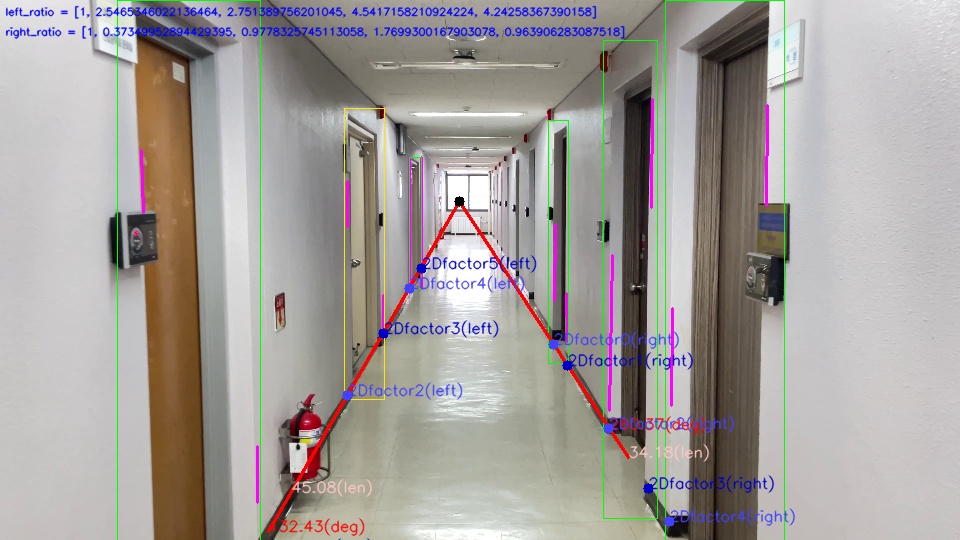 left_ratio = [1, 2.5465346022136464, 2.751389756201045, 4.5417158210924224, 4.24258367390158]
right_ratio = [1, 0.37349952894429395, 0.9778325745113058, 1.7699300167903078, 0.963906283087518]
2Dfactor5(left)
2Dfactor4(left)
2Dfactor3(left)
2Dfactor0(right)
2Dfactor1(right)
2Dfactor2(left)
2Dfactor2(right)
34.18(len)
2Dfactor3(right)
45.08(len)
2Dfactor4(right)
32.43(deg)